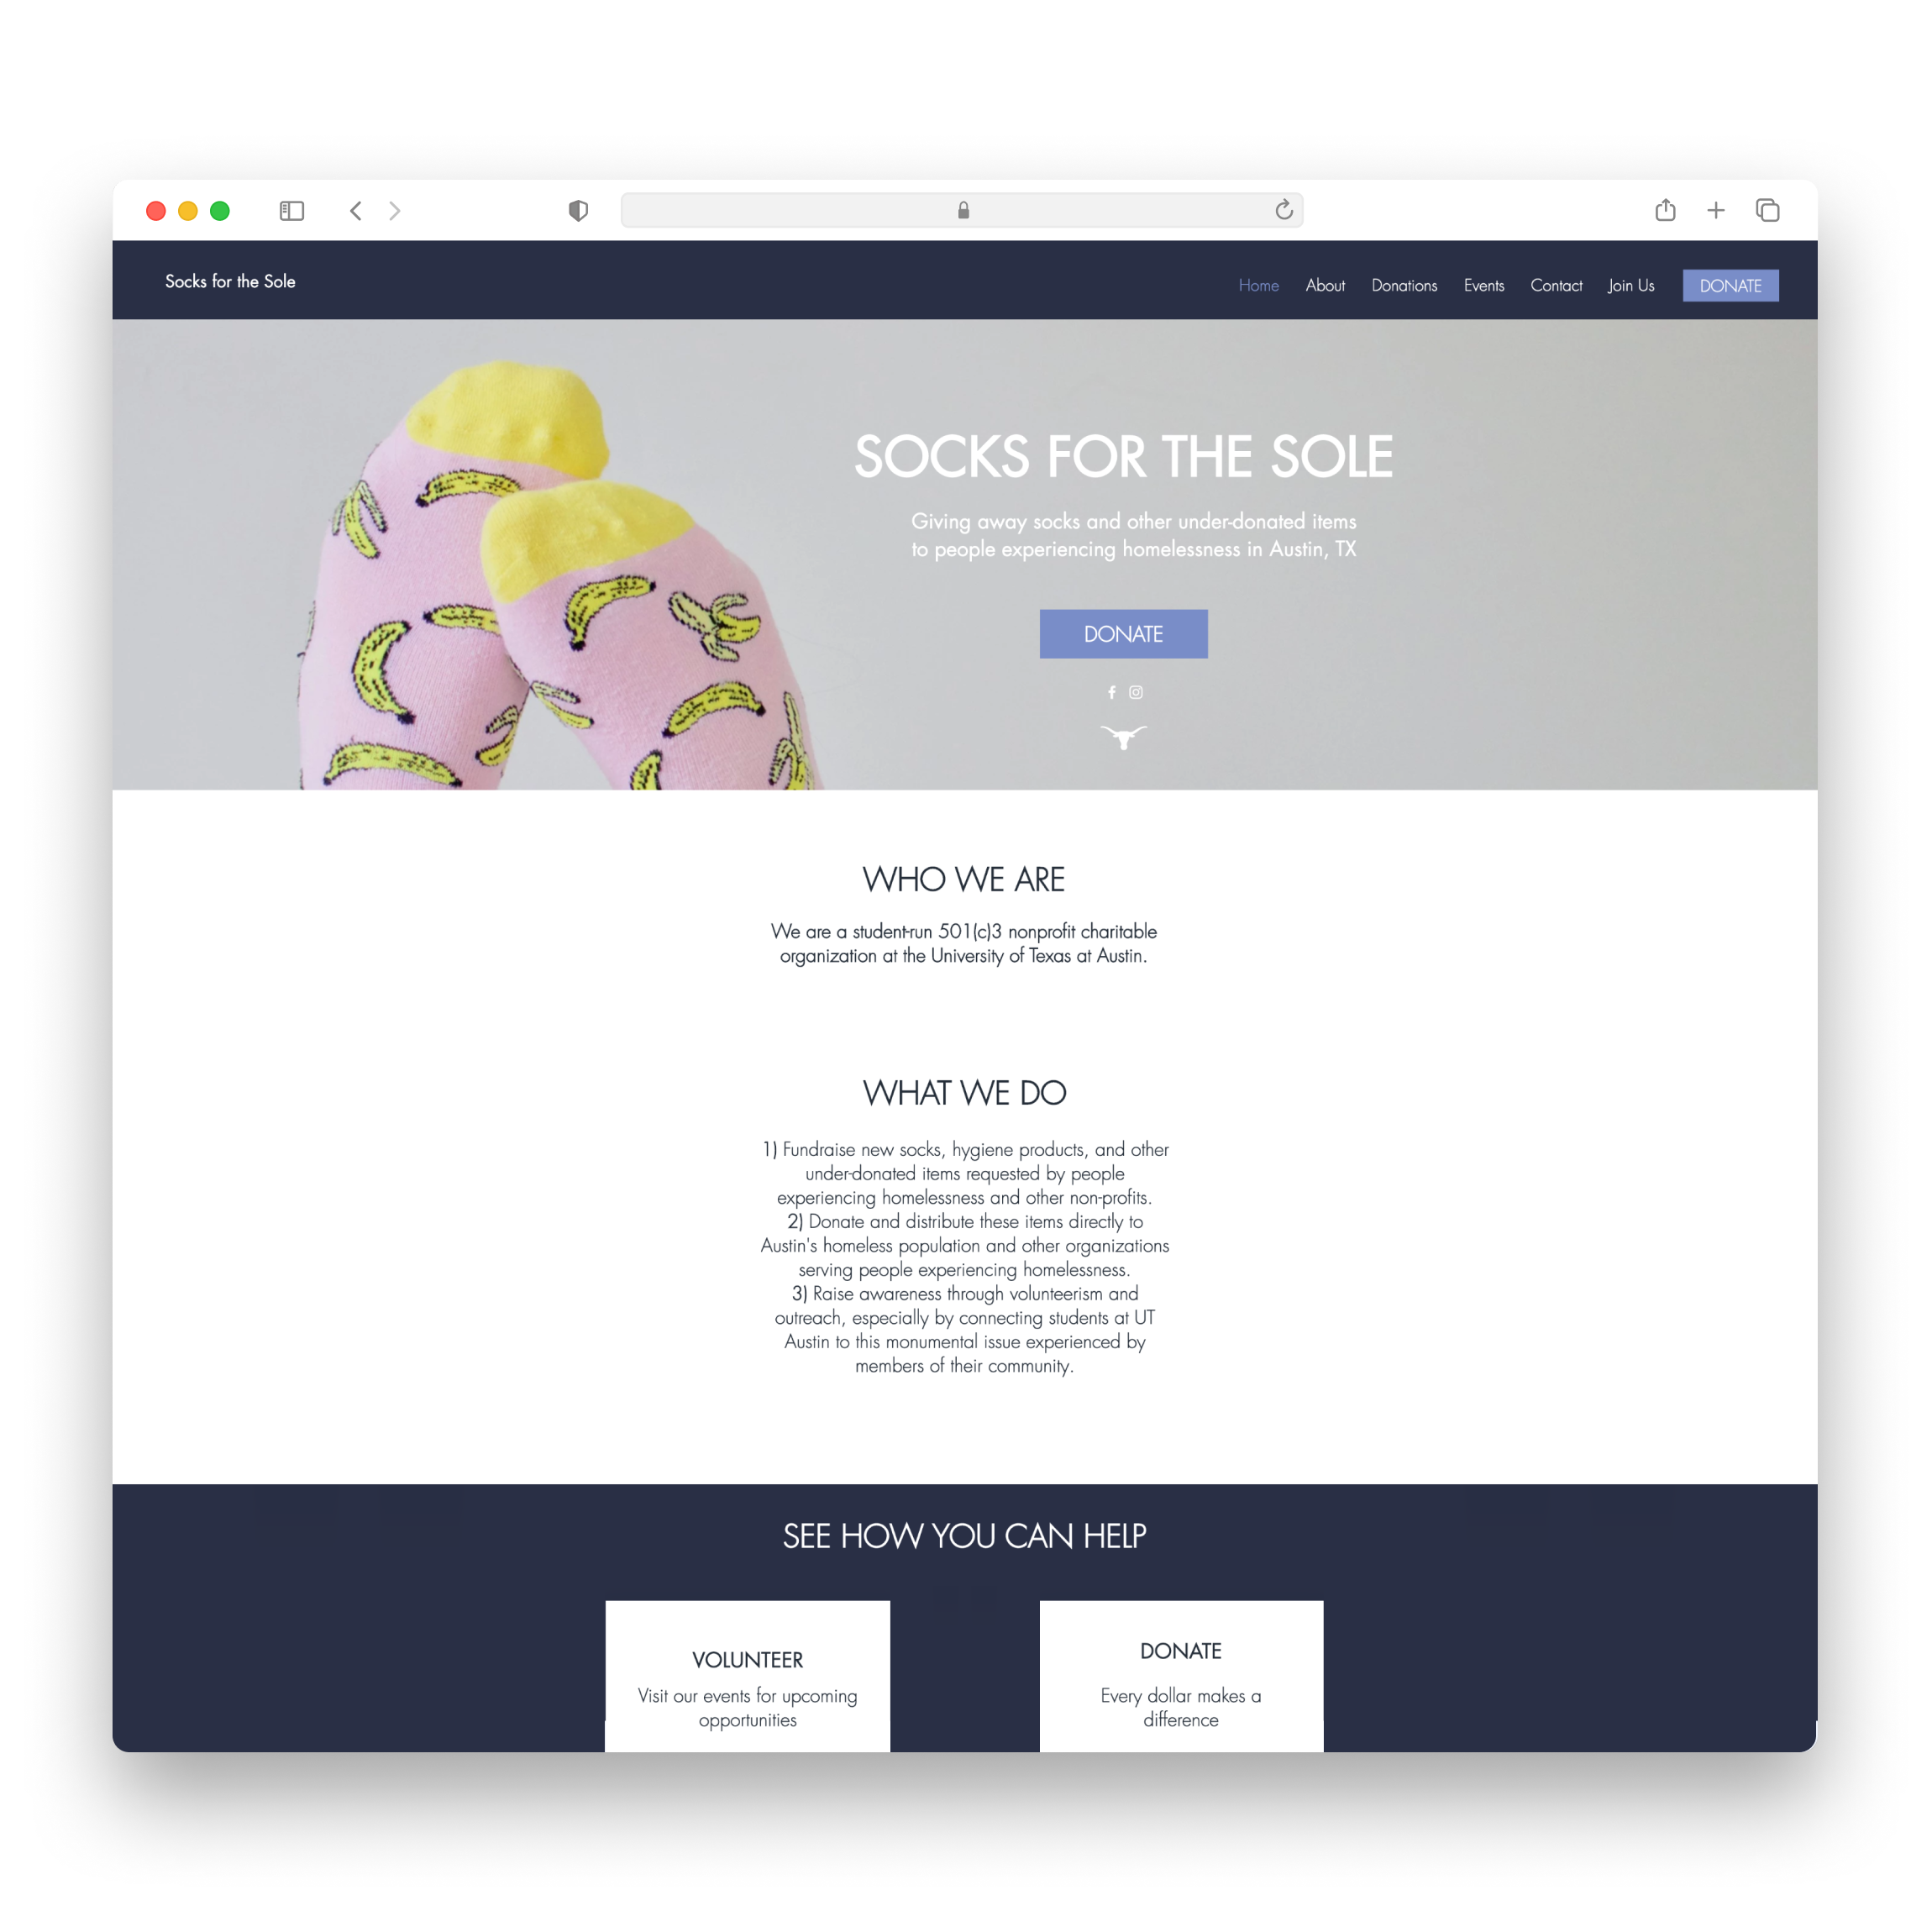 Socks for the Sole
Home About Donations Events Contact Join Us DONATE
SOCKS FOR THE SOLE
Giving away socks and other under-donated items
to people experiencing homelessness in Austin, TX
DONATE
WHO WE ARE
We are a student-run 501(c)3 nonprofit charitable
organization at the University of Texas at Austin.
WHAT WE DO
1) Fundraise new socks, hygiene products, and other
under-donated items requested by people
experiencing homelessness and other non-profits.
2) Donate and distribute these items directly to
Austin's homeless population and other organizations
serving people experiencing homelessness.
3) Raise awareness through volunteerism and
outreach, especially by connecting students at UT
Austin to this monumental issue experienced by
members of their community.
SEE HOW YOU CAN HELP
VOLUNTEER
Visit our events for upcoming
opportunities
DONATE
Every dollar makes a
difference